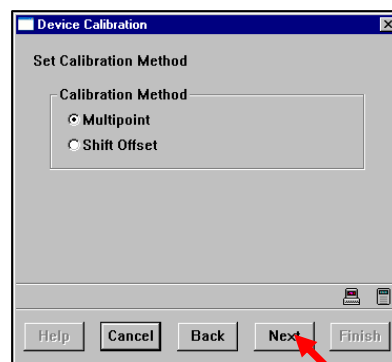 Device Calibration
Set Calibration Method
Calibration Method
Multipoint
Shift Offset
Help Cancel Back Next Finish